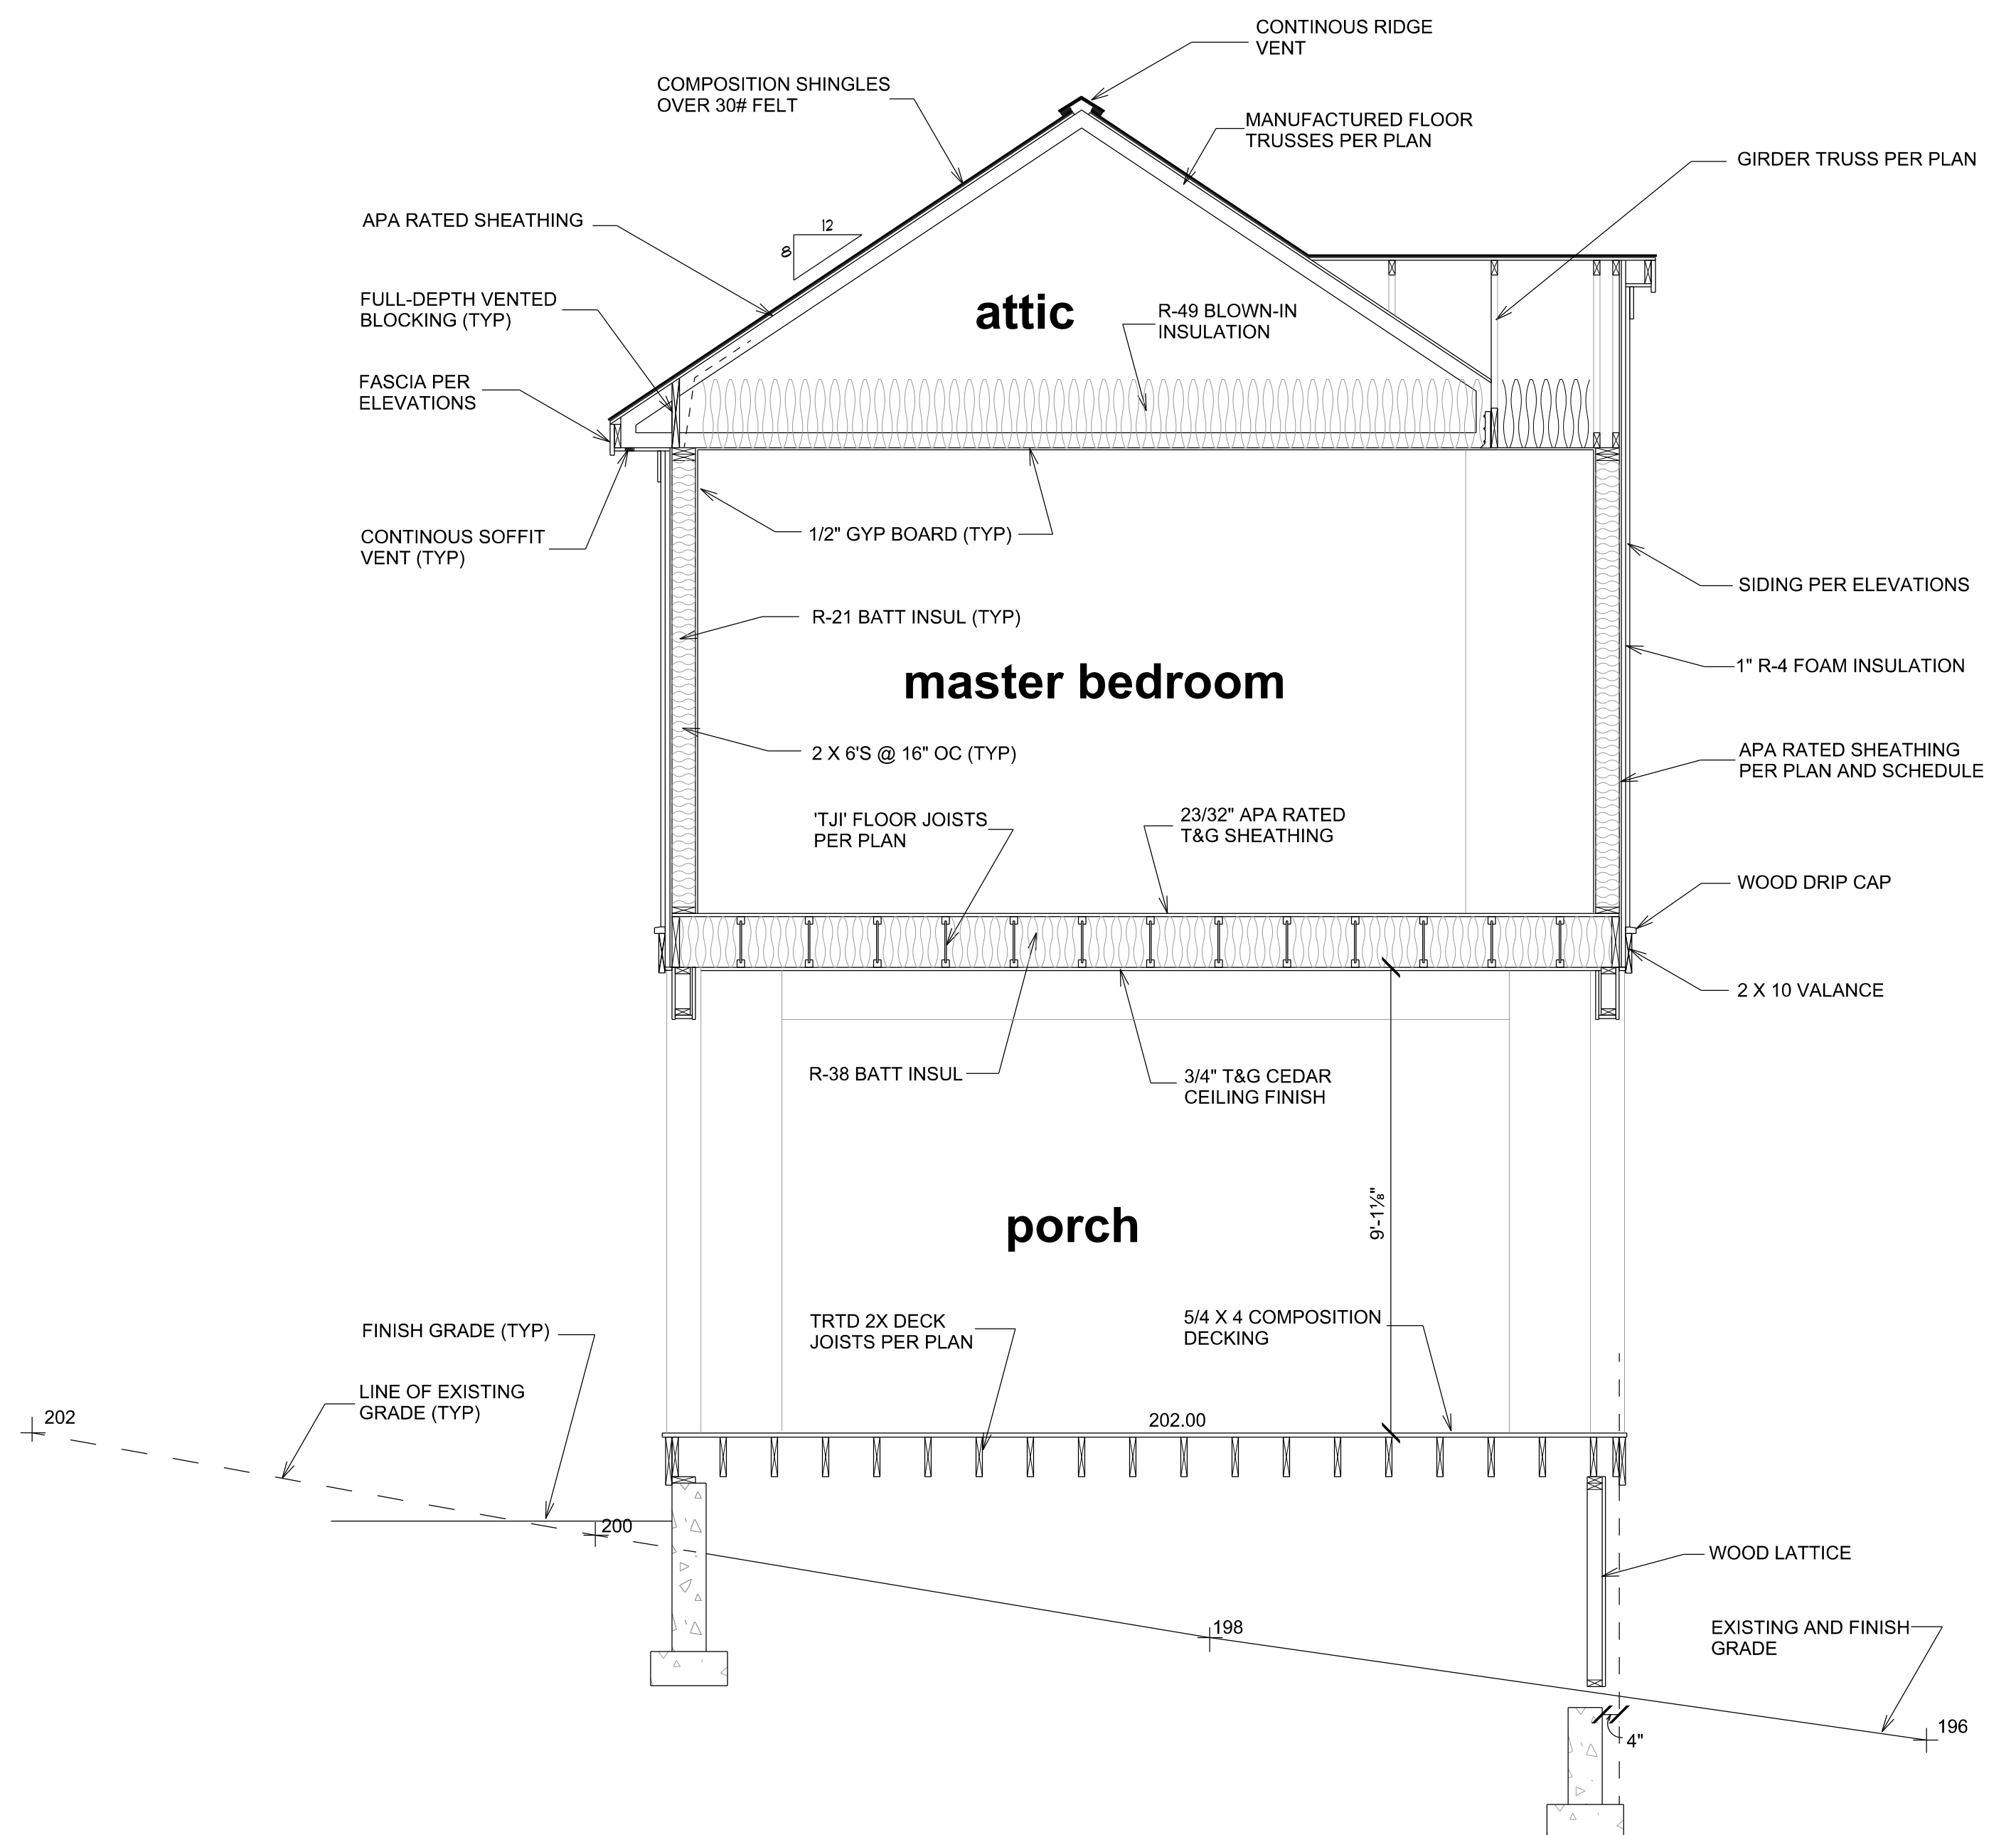 CONTINOUS RIDGE
VENT
COMPOSITION SHINGLES
OVER 30# FELT
MANUFACTURED FLOOR
TRUSSES PER PLAN
GIRDER TRUSS PER PLAN
APA RATED SHEATHING
12
8
FULL-DEPTH VENTED
BLOCKING (TYP)
attic
R-49 BLOWN-IN
INSULATION
FASCIA PER
ELEVATIONS
CONTINOUS SOFFIT
VENT (TYP)
1/2" GYP BOARD (TYP)
SIDING PER ELEVATIONS
R-21 BATT INSUL (TYP)
master bedroom
1" R-4 FOAM INSULATION
2 X 6'S @ 16" OC (TYP)
APA RATED SHEATHING
PER PLAN AND SCHEDULE
'TJI' FLOOR JOISTS
PER PLAN
23/32" APA RATED
T&G SHEATHING
WOOD DRIP CAP
2 X 10 VALANCE
R-38 BATT INSUL
3/4" T&G CEDAR
CEILING FINISH
9'-1⅛"
porch
TRTD 2X DECK
JOISTS PER PLAN
5/4 X 4 COMPOSITION
DECKING
FINISH GRADE (TYP)
LINE OF EXISTING
GRADE (TYP)
202
202.00
200
WOOD LATTICE
198
EXISTING AND FINISH
GRADE
196
4"